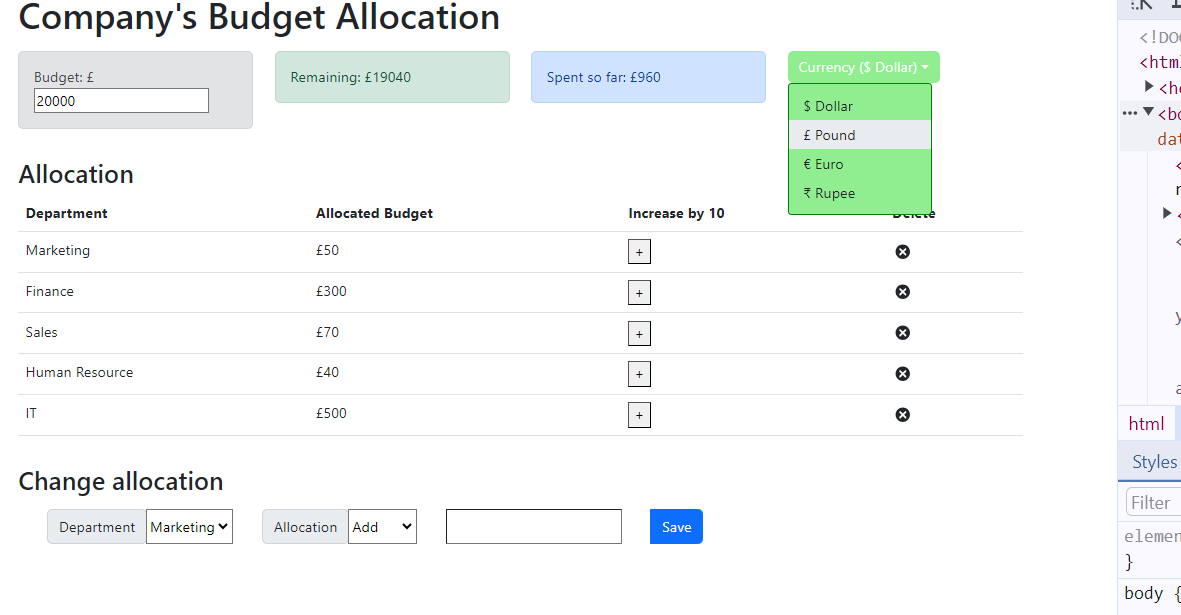 Company's Budget Allocation
Budget: £
20000
Remaining: £19040
Spent so far: £960
Currency ($ Dollar)
$ Dollar
£ Pound
€ Euro
₹ Rupee
Allocation
Department Allocated Budget Increase by 10 Delete
Marketing £50 +
Finance £300 +
Sales £70 +
Human Resource £40 +
IT £500 +
Change allocation
Department Marketing Allocation Add Save
<!DO
<htm
<he
<bo
dat
html
Styles
Filter
elemen
}
body {